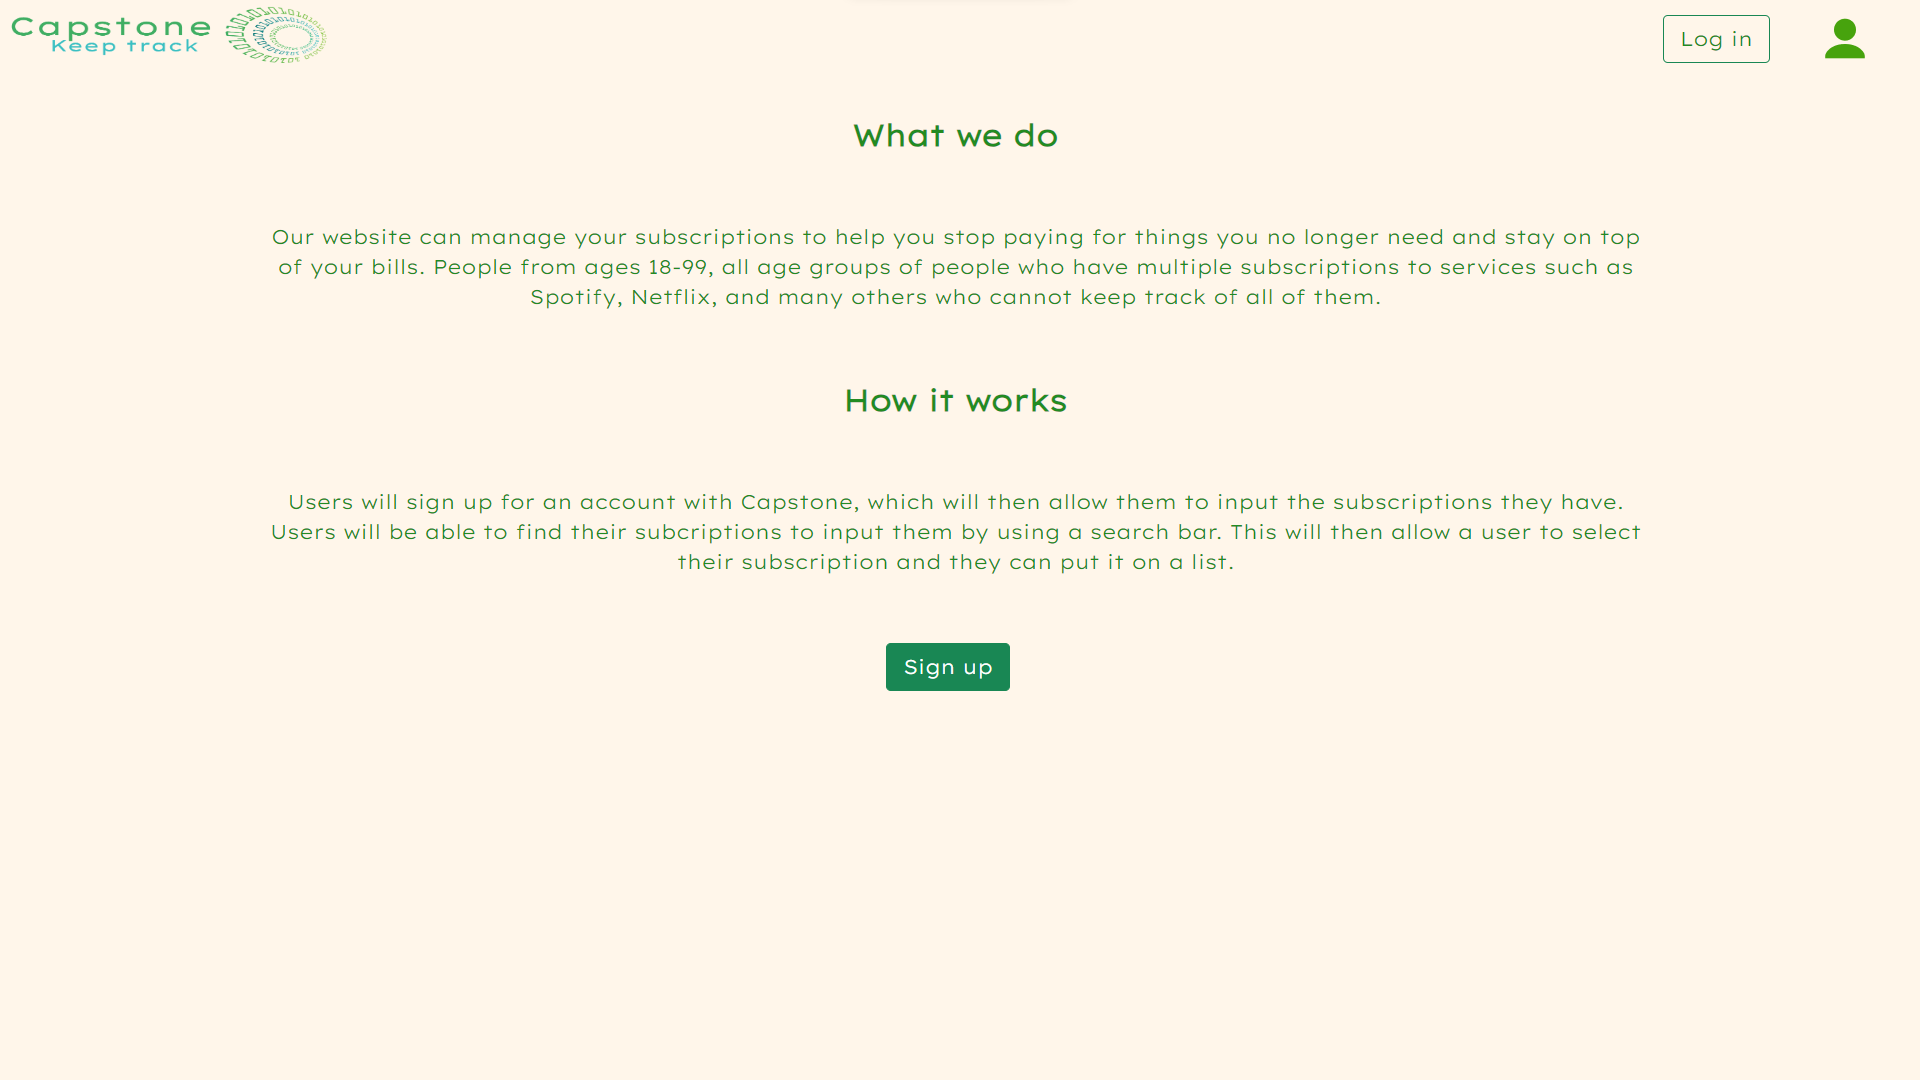 Capstone
Keep track
Log in
What we do
Our website can manage your subscriptions to help you stop paying for things you no longer need and stay on top
of your bills. People from ages 18-99, all age groups of people who have multiple subscriptions to services such as
Spotify, Netflix, and many others who cannot keep track of all of them.
How it works
Users will sign up for an account with Capstone, which will then allow them to input the subscriptions they have.
Users will be able to find their subcriptions to input them by using a search bar. This will then allow a user to select
their subscription and they can put it on a list.
Sign up